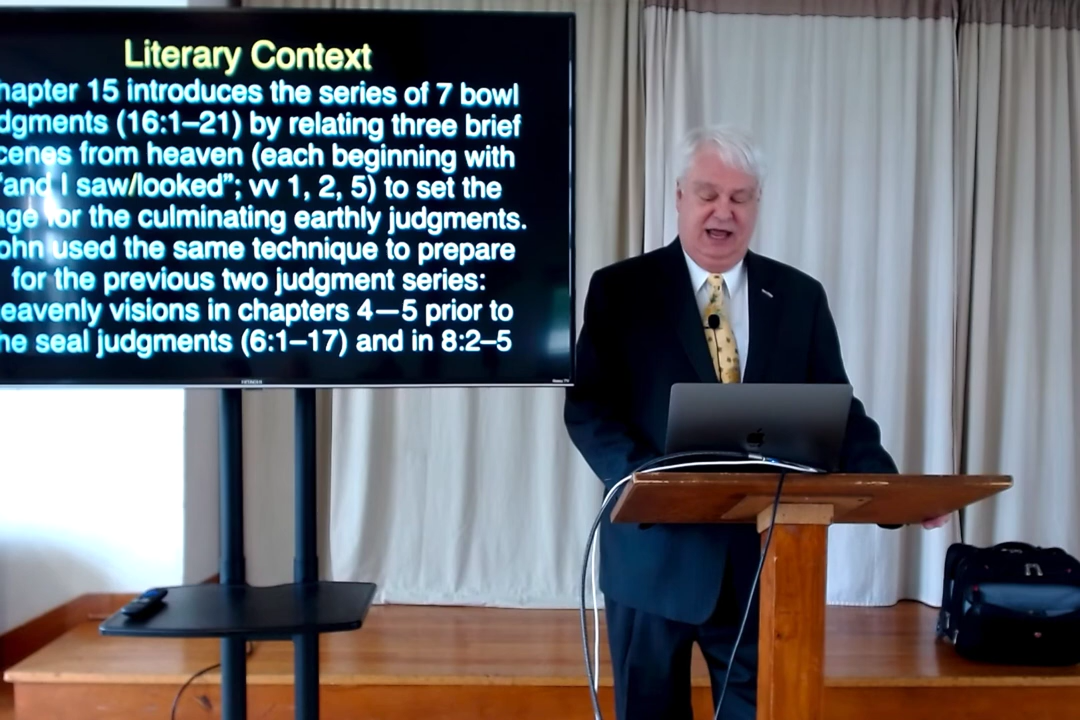 Literary Context
hapter 15 introduces the series of 7 bowl
dgments (16:1–21) by relating three brief
cenes from heaven (each beginning with
“and I saw/looked”; vv 1, 2, 5) to set the
age for the culminating earthly judgments.
ohn used the same technique to prepare
for the previous two judgment series:
eavenly visions in chapters 4—5 prior to
he seal judgments (6:1–17) and in 8:2–5
HITACHI